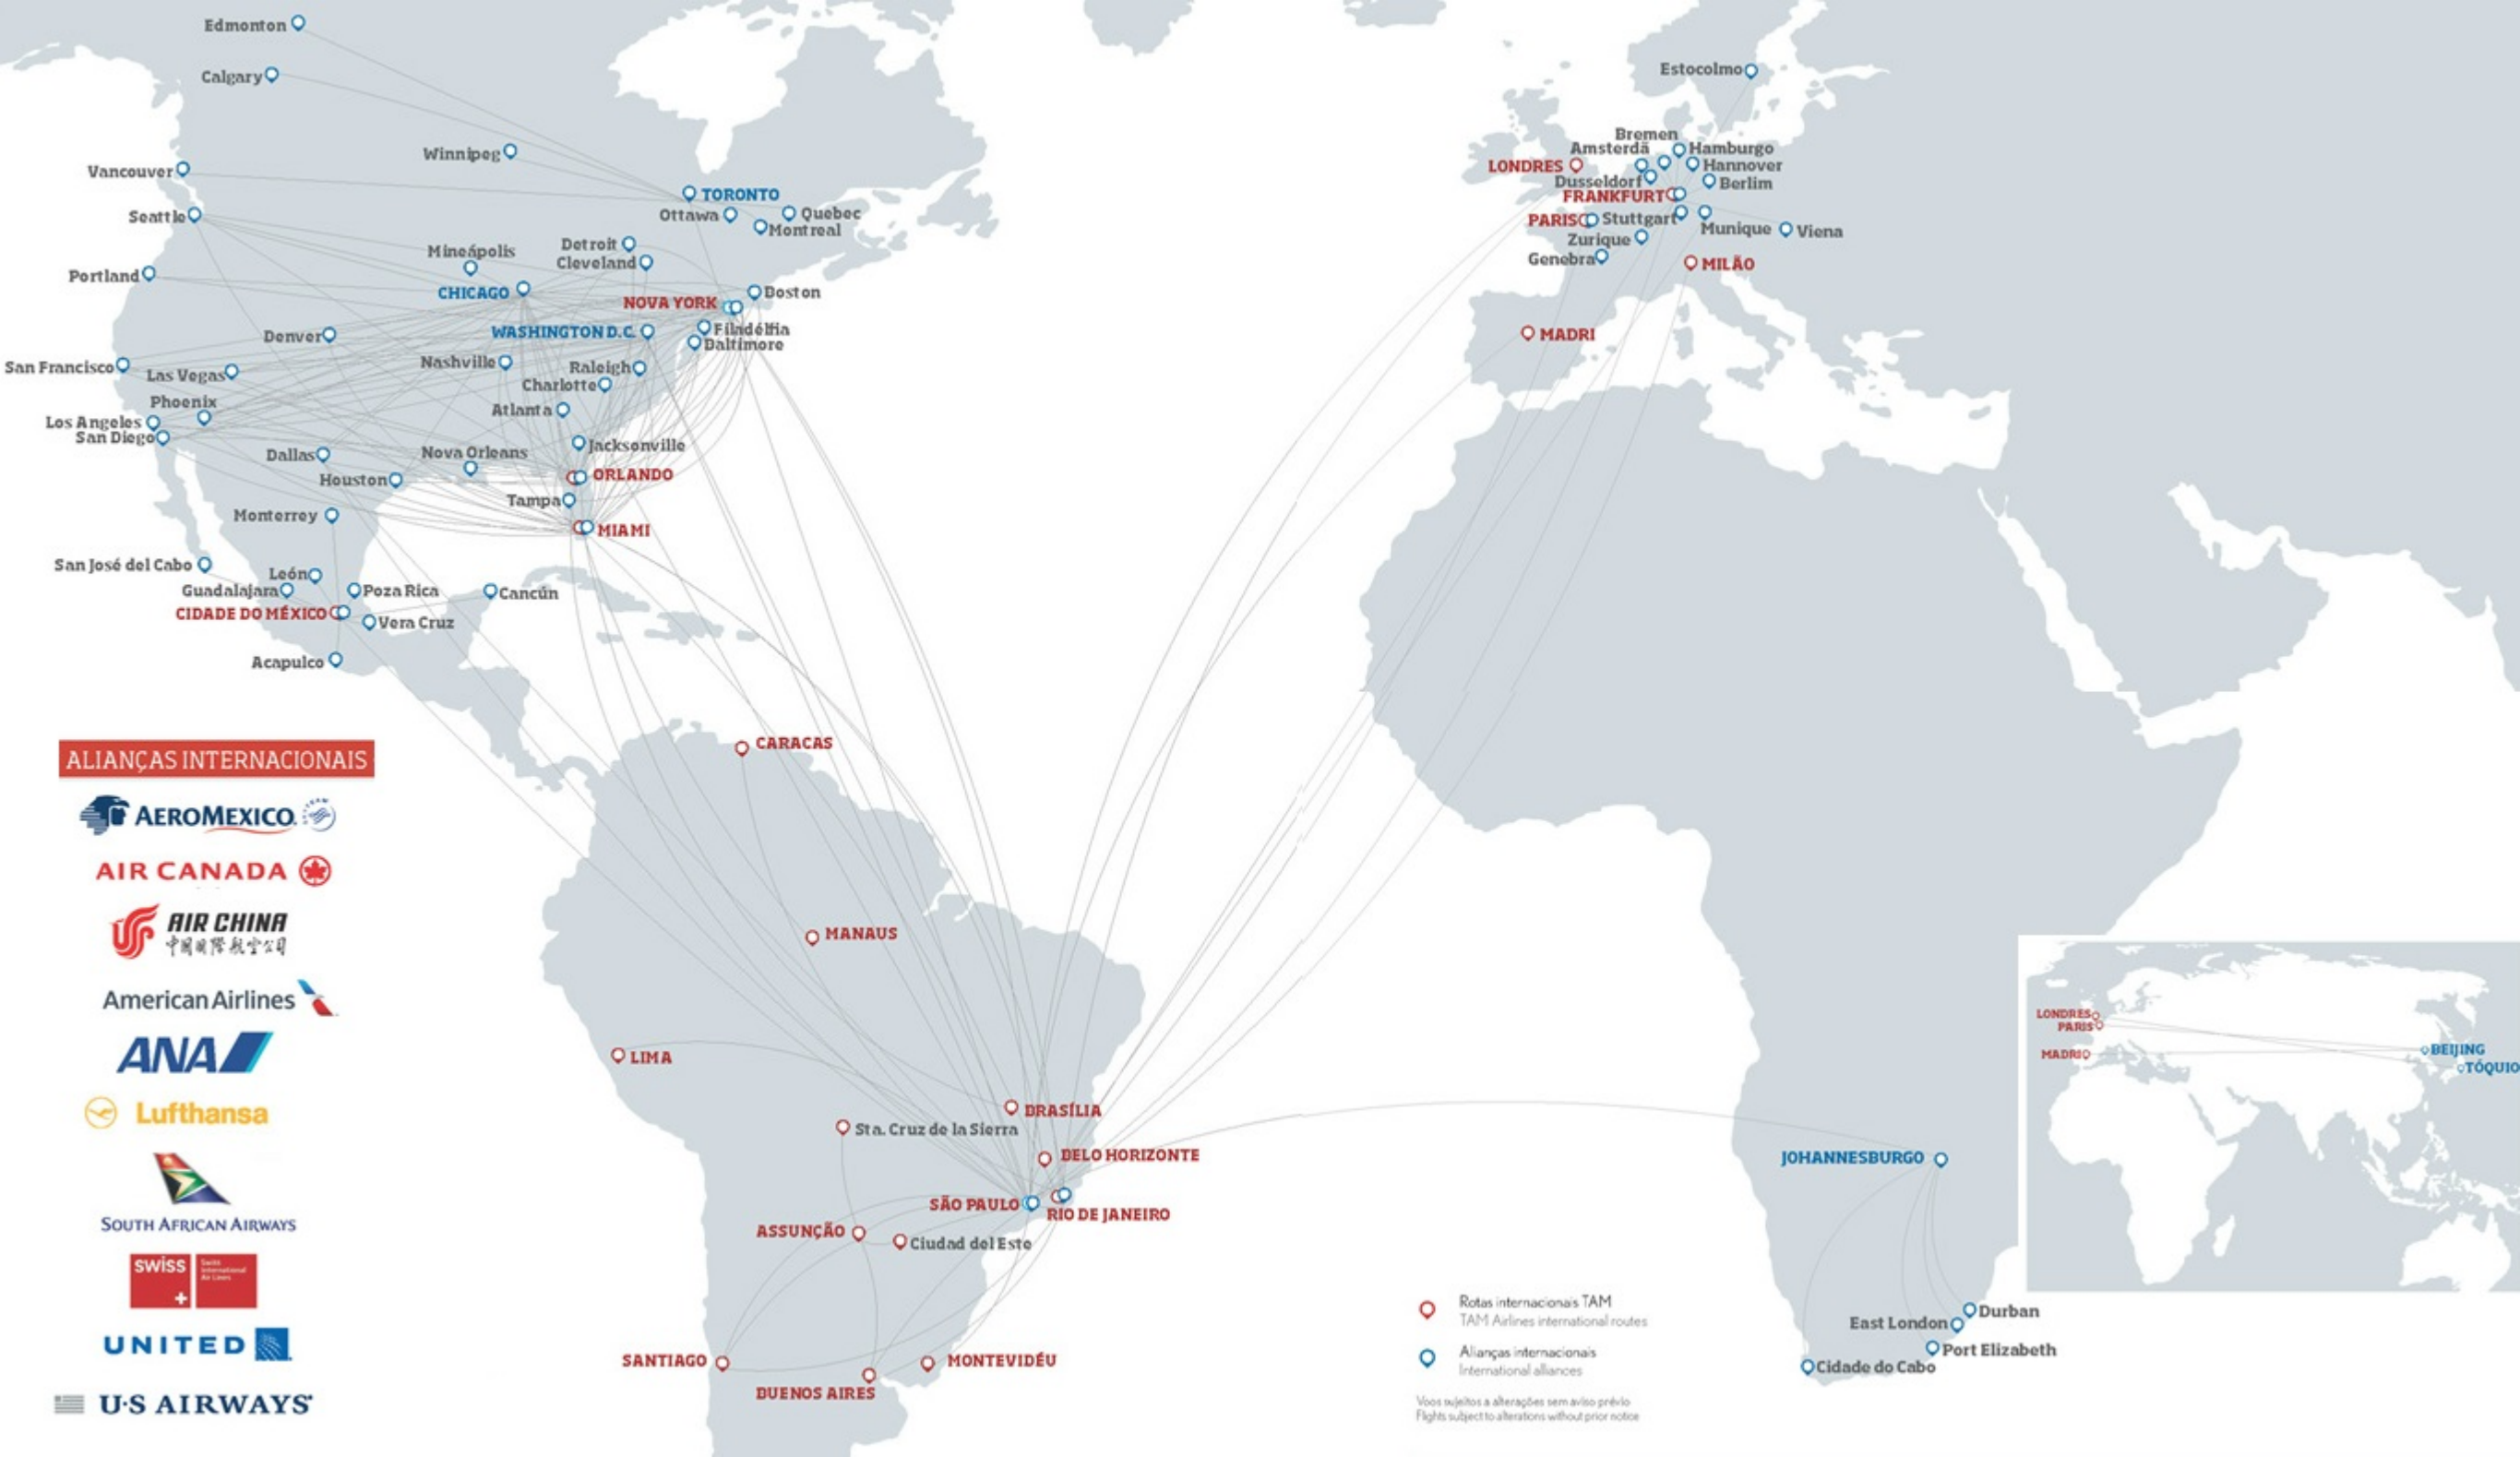 Edmonton
Calgary
Winnipeg
Vancouver
Seattle
Portland
TORONTO
Ottawa
Quebec
Montreal
Detroit
Cleveland
Mineápolis
CHICAGO
NOVA YORK
Boston
WASHINGTON D.C.
Filadélfia
Baltimore
Denver
Nashville
Raleigh
Charlotte
San Francisco
Las Vegas
Phoenix
Atlanta
Los Angeles
San Diego
Jacksonville
Dallas
Nova Orleans
Houston
ORLANDO
Tampa
Monterrey
MIAMI
San José del Cabo
León
Guadalajara
Poza Rica
Cancún
CIDADE DO MÉXICO
Vera Cruz
Acapulco
Estocolmo
Bremen
Amsterdã
Hamburgo
LONDRES
Hannover
Dusseldorf
Berlim
FRANKFURT
PARIS
Stuttgart
Munique
Viena
Zurique
Genebra
MILÃO
MADRI
CARACAS
MANAUS
LIMA
BRASÍLIA
Sta. Cruz de la Sierra
BELO HORIZONTE
SÃO PAULO
RIO DE JANEIRO
ASSUNÇÃO
Ciudad del Este
SANTIAGO
MONTEVIDÉU
BUENOS AIRES
JOHANNESBURGO
Durban
East London
Port Elizabeth
Cidade do Cabo
LONDRES
PARIS
MADRI
BEIJING
TÓQUIO
ALIANÇAS INTERNACIONAIS
AEROMEXICO
AIR CANADA
AIR CHINA
中国国际航空公司
American Airlines
ANA
Lufthansa
SOUTH AFRICAN AIRWAYS
swiss
Swiss
International
Air Lines
UNITED
U·S AIRWAYS
Rotas internacionais TAM
TAM Airlines international routes
Alianças internacionais
International alliances
Voos sujeitos a alterações sem aviso prévio
Flights subject to alterations without prior notice